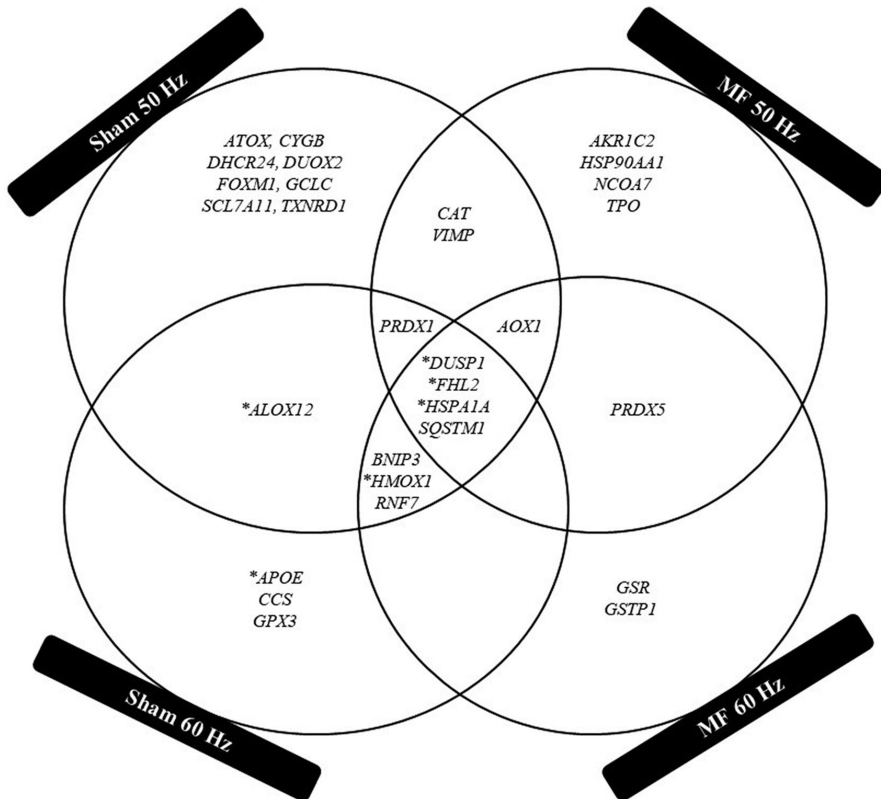 Sham 50 Hz
MF 50 Hz
ATOX, CYGB
DHCR24, DUOX2
FOXM1, GCLC
SCL7A11, TXNRD1
AKR1C2
HSP90AA1
NCOA7
TPO
CAT
VIMP
PRDX1
AOX1
*DUSP1
*FHL2
*HSPA1A
SQSTM1
*ALOX12
PRDX5
BNIP3
*HMOX1
RNF7
*APOE
CCS
GPX3
GSR
GSTP1
Sham 60 Hz
MF 60 Hz